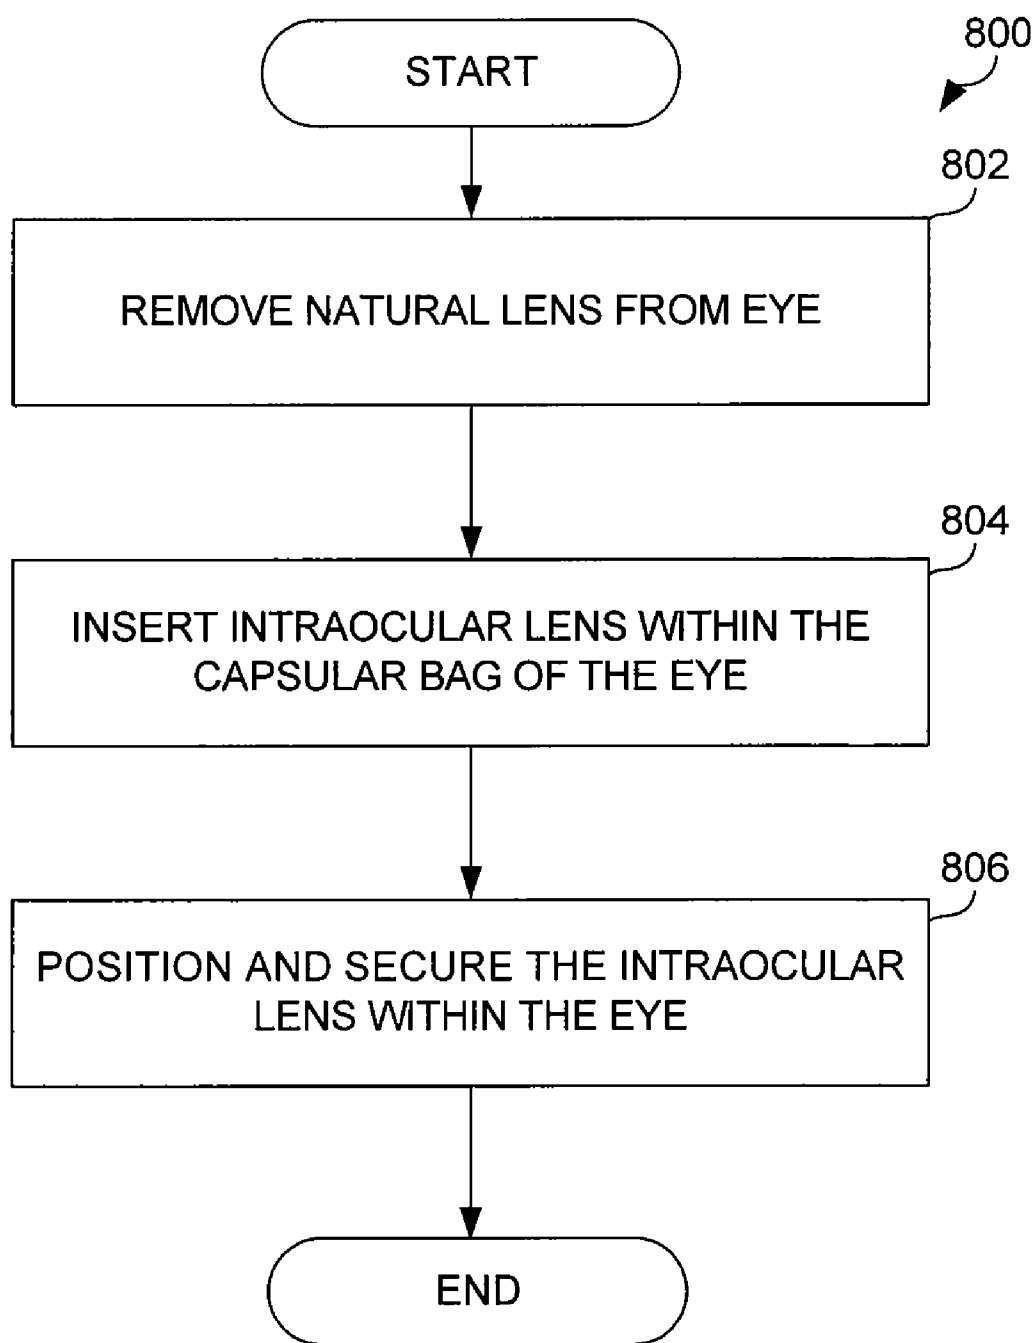 START
800
802
REMOVE NATURAL LENS FROM EYE
804
INSERT INTRAOCULAR LENS WITHIN THE
CAPSULAR BAG OF THE EYE
806
POSITION AND SECURE THE INTRAOCULAR
LENS WITHIN THE EYE
END